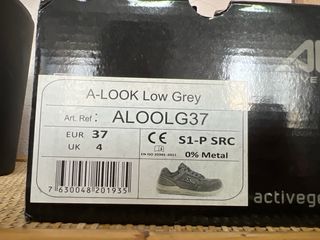 A-LOOK Low Grey
Art. Ref : ALOOLG37
EUR 37
UK 4
CE S1-P SRC
EN ISO 20345:2011
0% Metal
7630048201935
activege